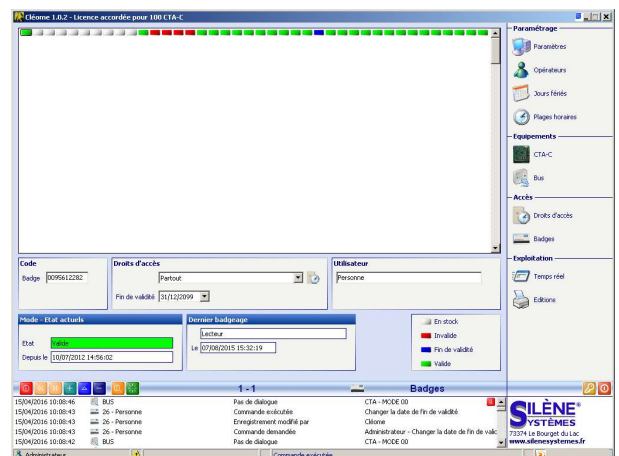 Cléome 1.0.2 - Licence accordée pour 100 CTA-C
Paramétrage
Paramètres
Opérateurs
Jours fériés
Plages horaires
Equipements
CTA-C
Bus
Accès
Droits d'accès
Badges
Exploitation
Temps réel
Editions
Code
Badge 0095612282
Droits d'accès
Partout
Fin de validité 31/12/2099
Utilisateur
Personne
Mode - Etat actuels
Etat Valide
Depuis le 10/07/2012 14:56:02
Dernier badgeage
Lecteur
Le 07/08/2015 15:32:19
En stock
Invalide
Fin de validité
Valide
1 - 1
Badges
15/04/2016 10:08:46 BUS Pas de dialogue CTA - MODE 00
15/04/2016 10:08:43 26 - Personne Commande exécutée Changer la date de fin de validité
15/04/2016 10:08:43 26 - Personne Enregistrement modifié par Cléome
15/04/2016 10:08:43 26 - Personne Commande demandée Administrateur - Changer la date de fin de valic
15/04/2016 10:08:42 BUS Pas de dialogue CTA - MODE 00
SILÈNE
SYSTÈMES
73374 Le Bourget du Lac
www.silenesystemes.fr
Administrateur
Commande exécutée